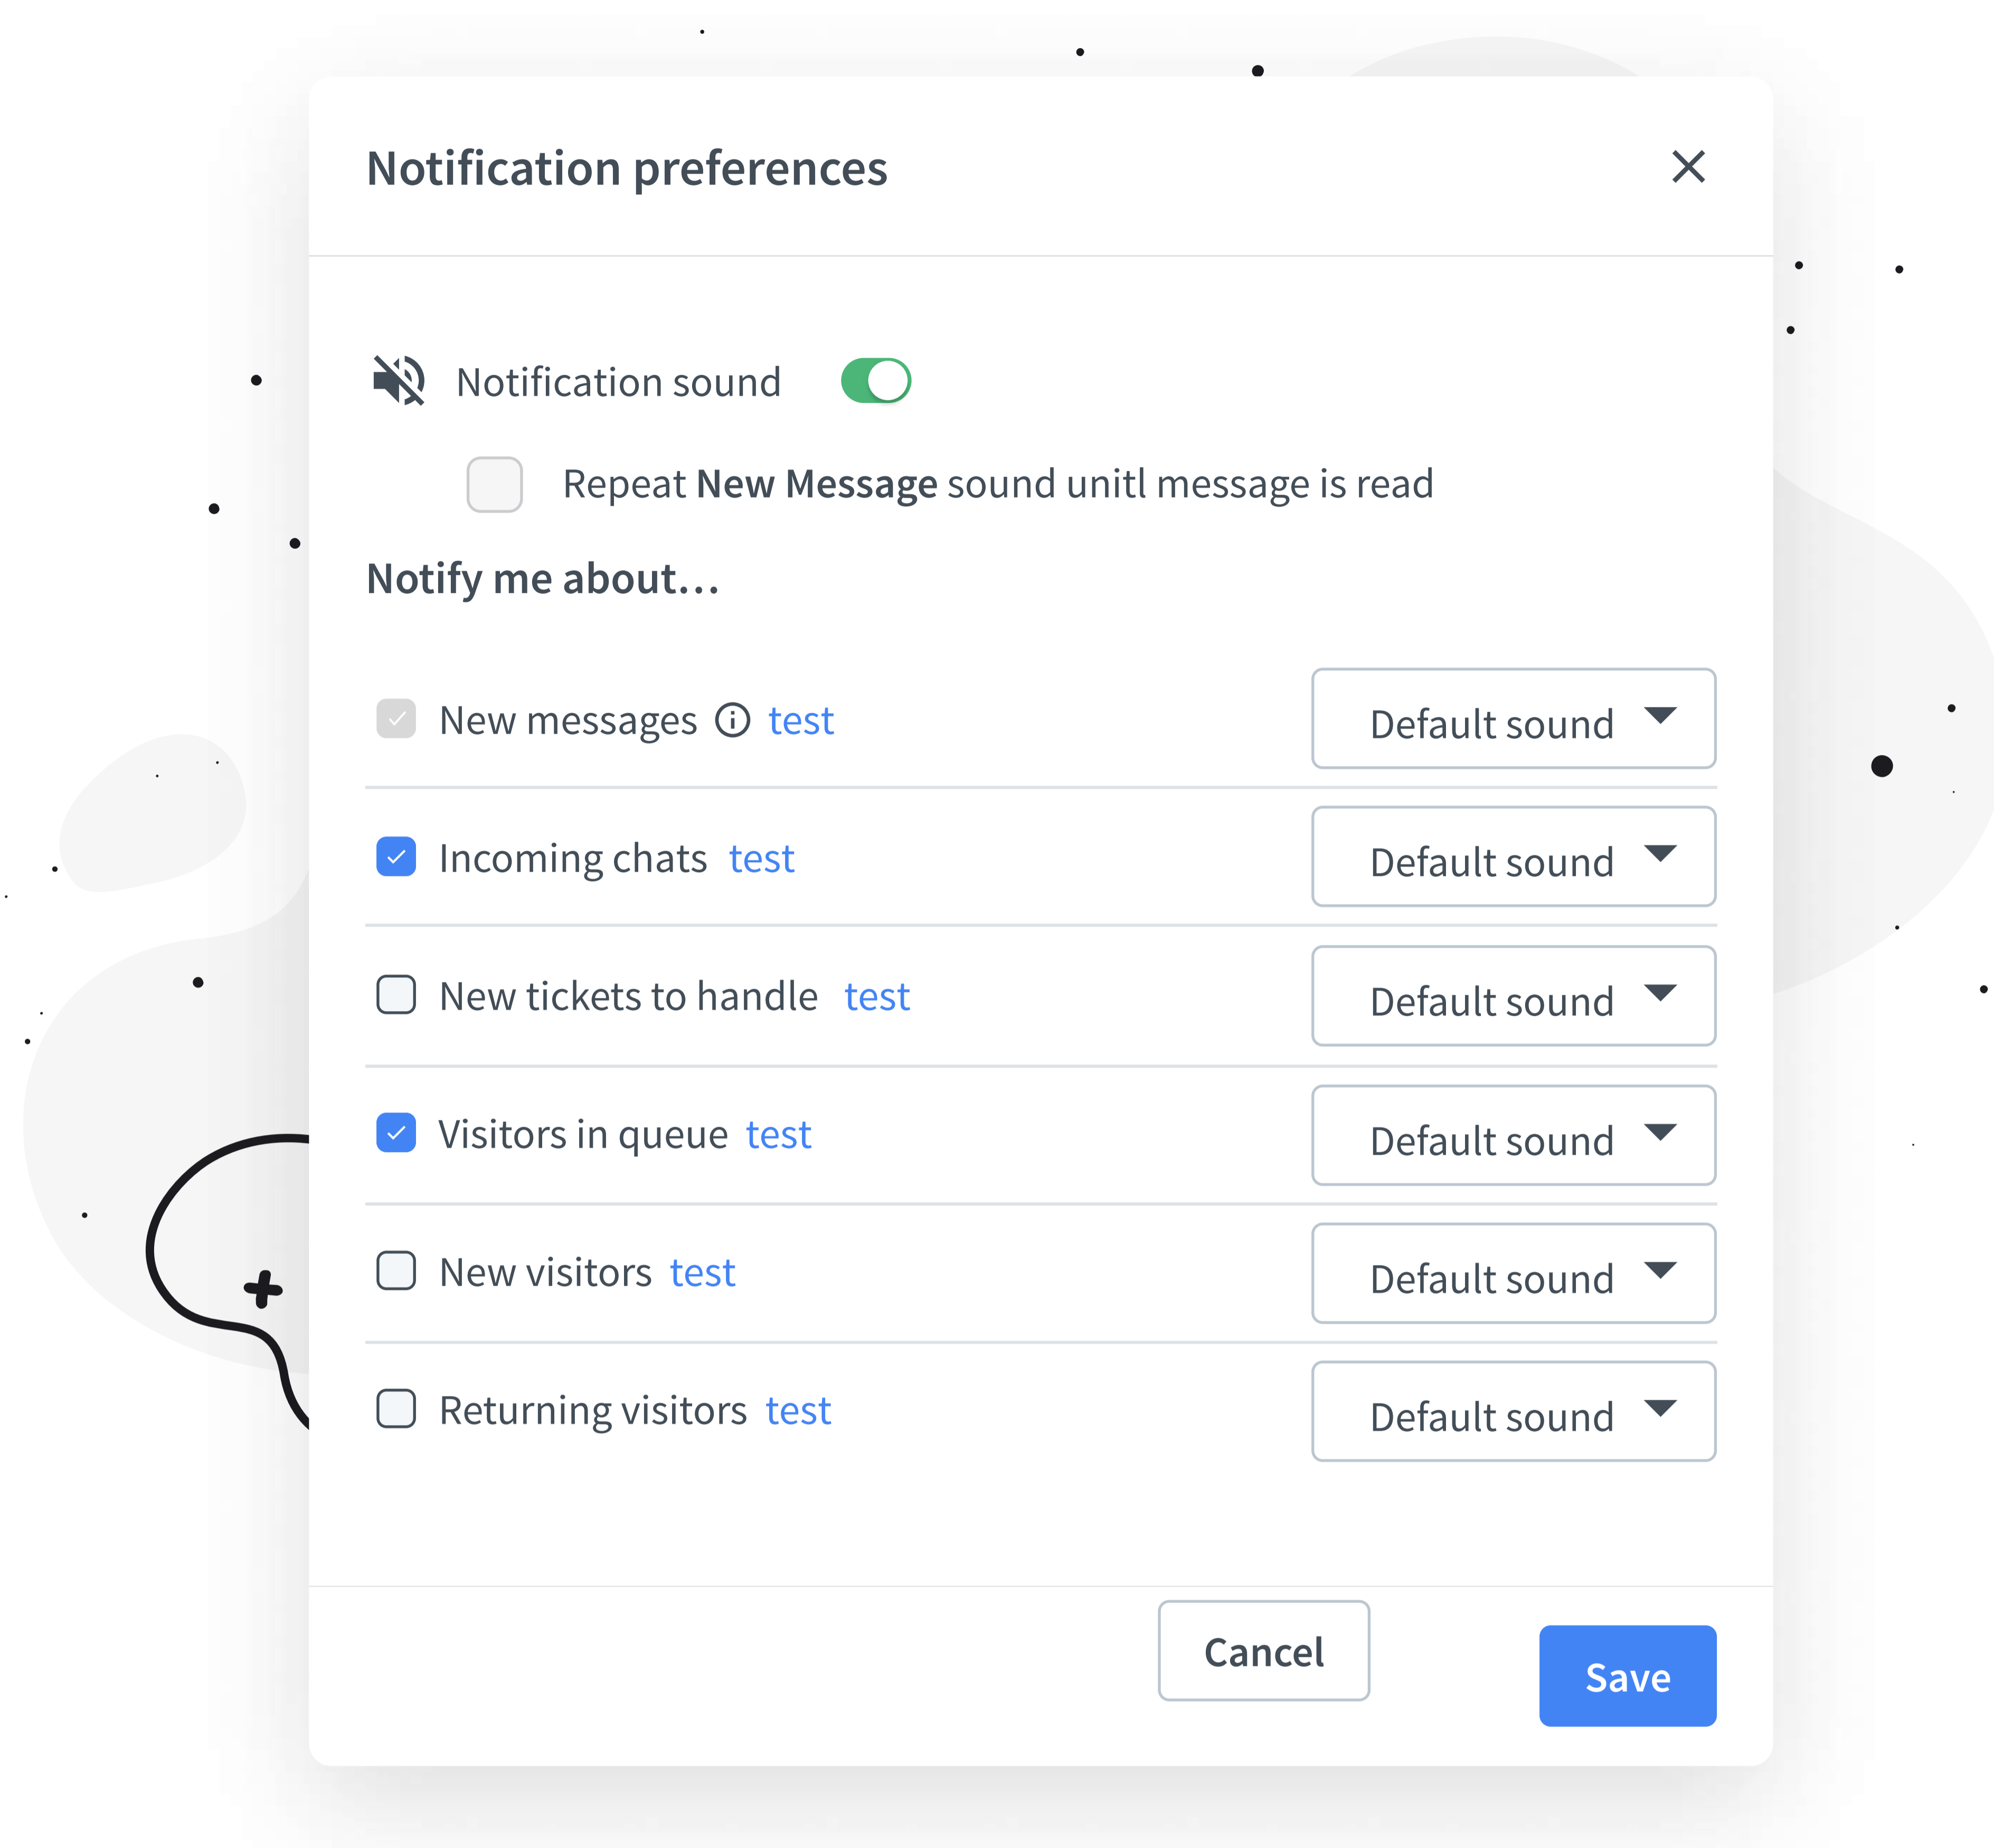 Notification preferences
Notification sound
Repeat New Message sound unitl message is read
Notify me about...
New messages test Default sound
Incoming chats test Default sound
New tickets to handle test Default sound
Visitors in queue test Default sound
New visitors test Default sound
Returning visitors test Default sound
Cancel
Save